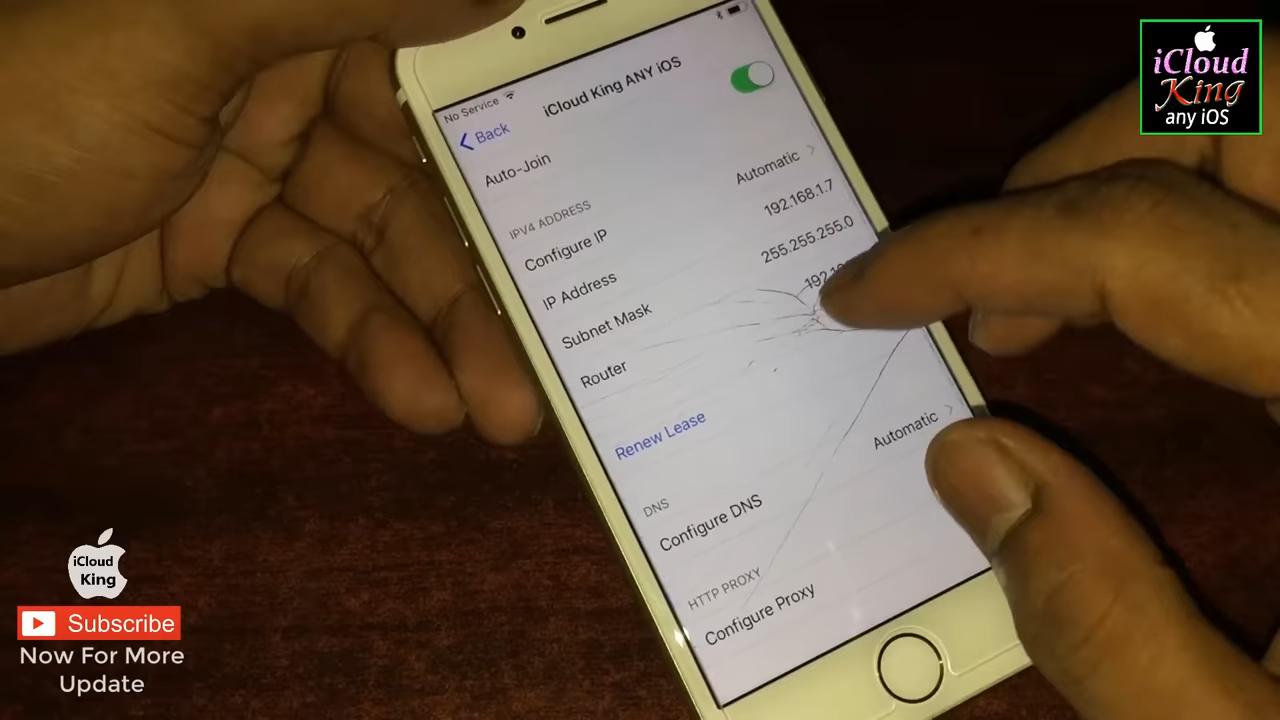 iCloud
King
any iOS
No Service
Back
iCloud King ANY iOS
Auto-Join
IPV4 ADDRESS
Configure IP
Automatic
IP Address
192.168.1.7
Subnet Mask
255.255.255.0
Router
Renew Lease
DNS
Configure DNS
Automatic
HTTP PROXY
Configure Proxy
iCloud
King
Subscribe
Now For More
Update